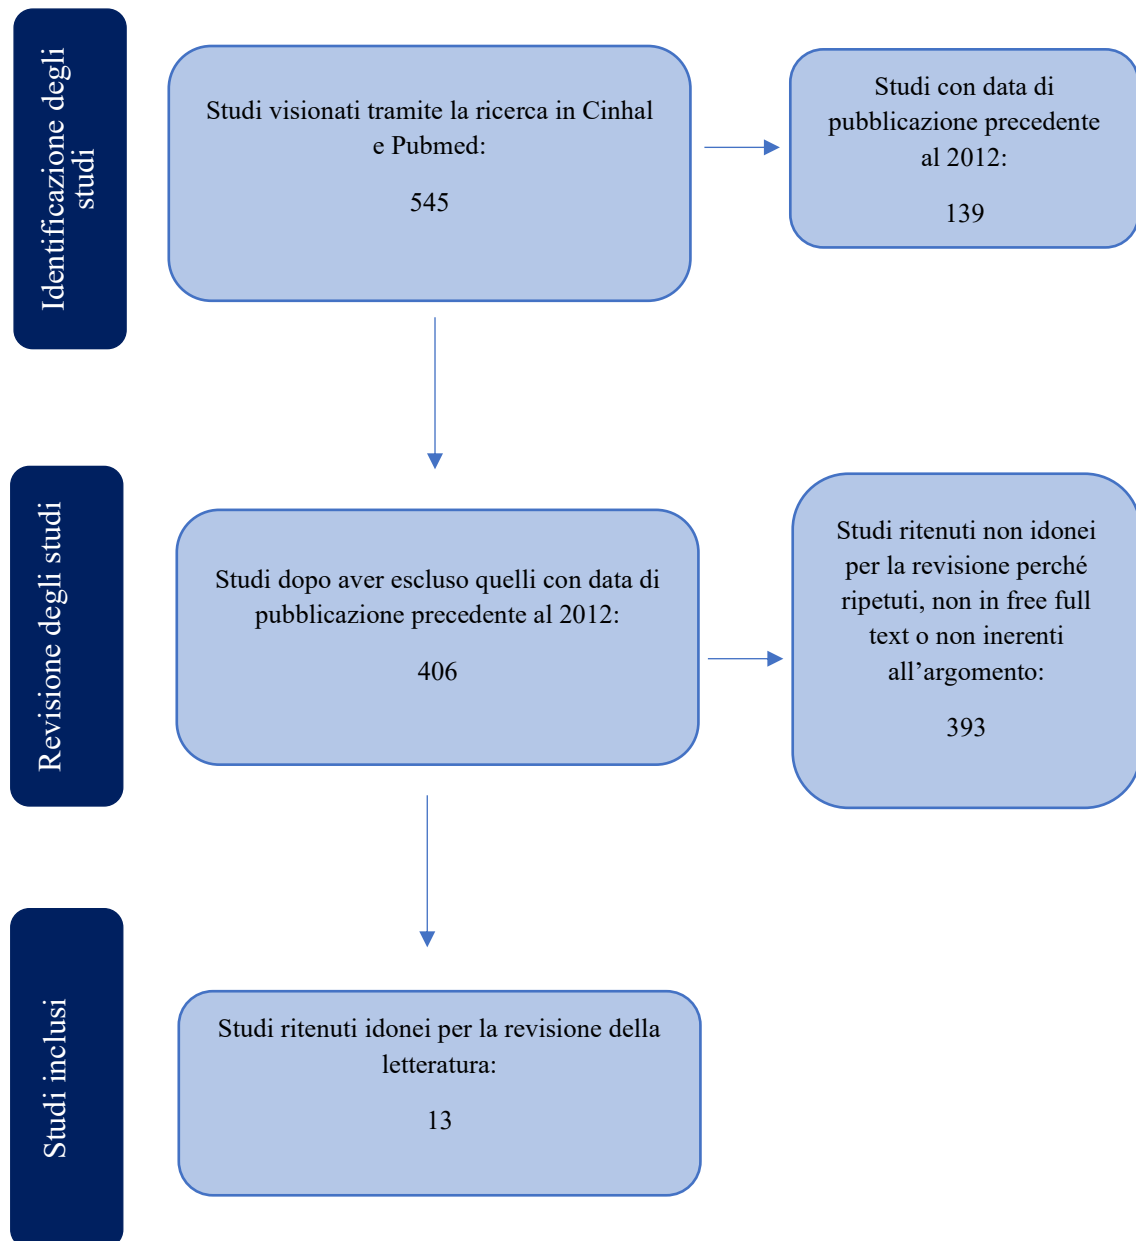 Identificazione degli
studi
Studi visionati tramite la ricerca in Cinhal
e Pubmed:
545
Studi con data di
pubblicazione precedente
al 2012:
139
Revisione degli studi
Studi dopo aver escluso quelli con data di
pubblicazione precedente al 2012:
406
Studi ritenuti non idonei
per la revisione perché
ripetuti, non in free full
text o non inerenti
all’argomento:
393
Studi inclusi
Studi ritenuti idonei per la revisione della
letteratura:
13